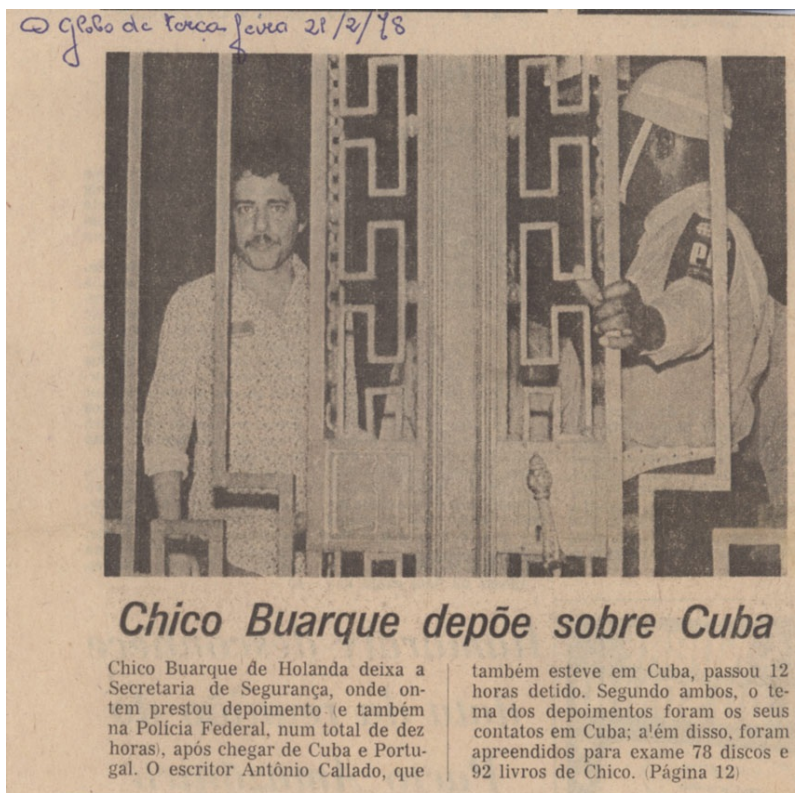 O Globo de terça feira 21/2/78
PM
Chico Buarque depõe sobre Cuba
Chico Buarque de Holanda deixa a
Secretaria de Segurança, onde on-
tem prestou depoimento (e também
na Polícia Federal, num total de dez
horas), após chegar de Cuba e Portu-
gal. O escritor Antônio Callado, que
também esteve em Cuba, passou 12
horas detido. Segundo ambos, o te-
ma dos depoimentos foram os seus
contatos em Cuba; a'ém disso, foram
apreendidos para exame 78 discos e
92 livros de Chico. (Página 12)